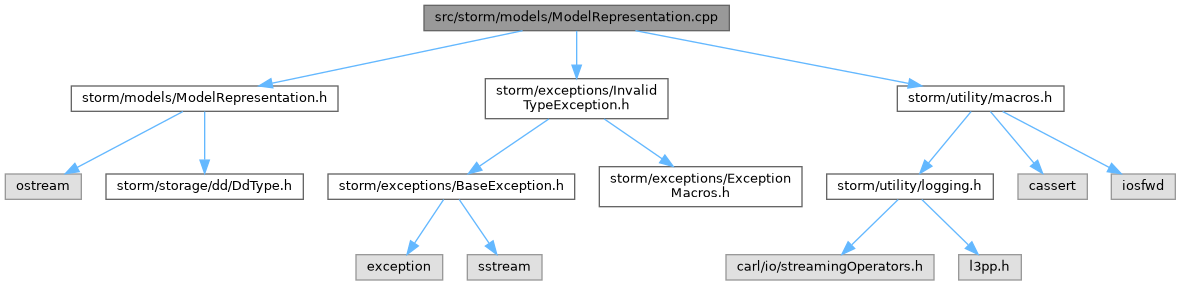 src/storm/models/ModelRepresentation.cpp
storm/models/ModelRepresentation.h
storm/exceptions/Invalid
TypeException.h
storm/utility/macros.h
ostream
storm/storage/dd/DdType.h
storm/exceptions/BaseException.h
storm/exceptions/Exception
Macros.h
storm/utility/logging.h
cassert
iosfwd
exception
sstream
carl/io/streamingOperators.h
l3pp.h